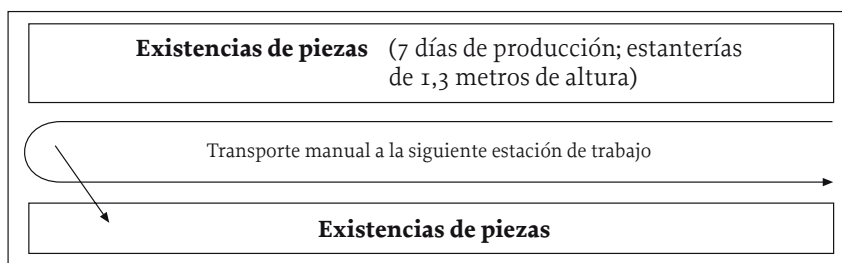 Existencias de piezas (7 días de producción; estanterías
de 1,3 metros de altura)
Transporte manual a la siguiente estación de trabajo
Existencias de piezas